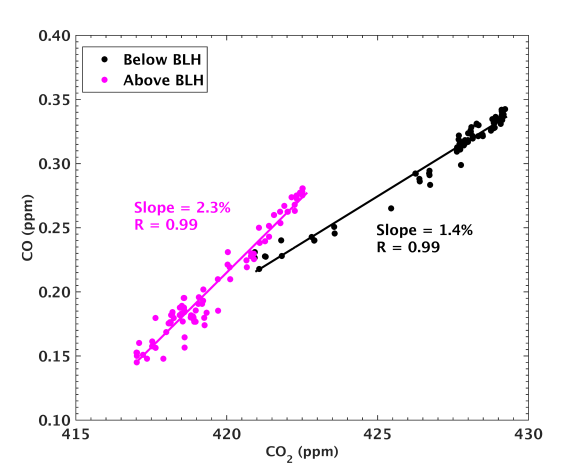 0.40
0.35
0.30
0.25
0.20
0.15
0.10
CO (ppm)
Below BLH
Above BLH
Slope = 2.3%
R = 0.99
Slope = 1.4%
R = 0.99
415
420
425
430
CO₂ (ppm)